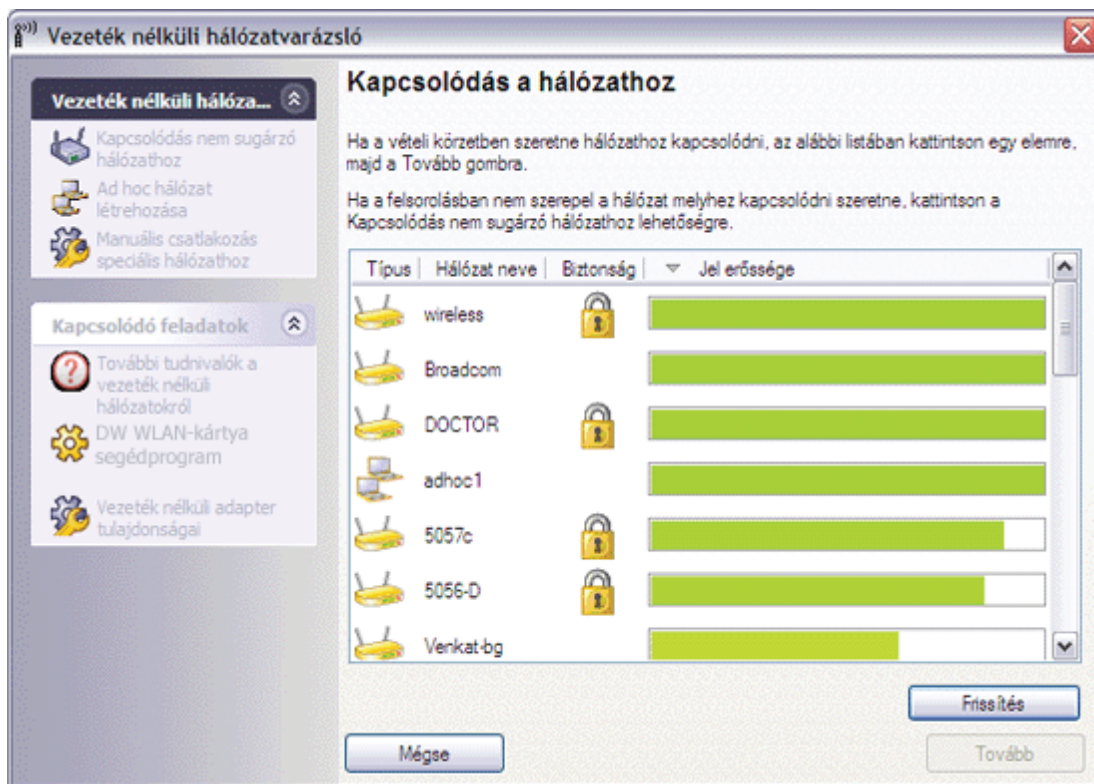 Vezeték nélküli hálózatvarázsló
Vezeték nélküli hálóza...
Kapcsolódás nem sugárzó
hálózathoz
Ad hoc hálózat
létrehozása
Manuális csatlakozás
speciális hálózathoz
Kapcsolódó feladatok
További tudnivalók a
vezeték nélküli
hálózatokról
DW WLAN-kártya
segédprogram
Vezeték nélküli adapter
tulajdonságai
Kapcsolódás a hálózathoz
Ha a vételi körzetben szeretne hálózathoz kapcsolódni, az alábbi listában kattintson egy elemre,
majd a Tovább gombra.
Ha a felsorolásban nem szerepel a hálózat melyhez kapcsolódni szeretne, kattintson a
Kapcsolódás nem sugárzó hálózathoz lehetőségre.
Típus Hálózat neve Biztonság Jel erőssége
wireless
Broadcom
DOCTOR
adhoc1
5057c
5056-D
Venkat-bg
Frissítés
Mégse Tovább